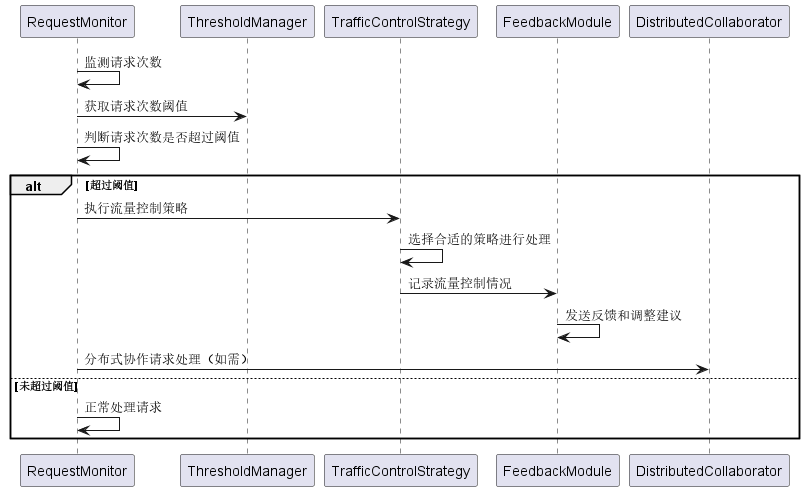 RequestMonitor ThresholdManager TrafficControlStrategy FeedbackModule DistributedCollaborator
监测请求次数
获取请求次数阈值
判断请求次数是否超过阈值
alt [超过阈值]
执行流量控制策略
选择合适的策略进行处理
记录流量控制情况
发送反馈和调整建议
分布式协作请求处理（如需）
[未超过阈值]
正常处理请求
RequestMonitor ThresholdManager TrafficControlStrategy FeedbackModule DistributedCollaborator